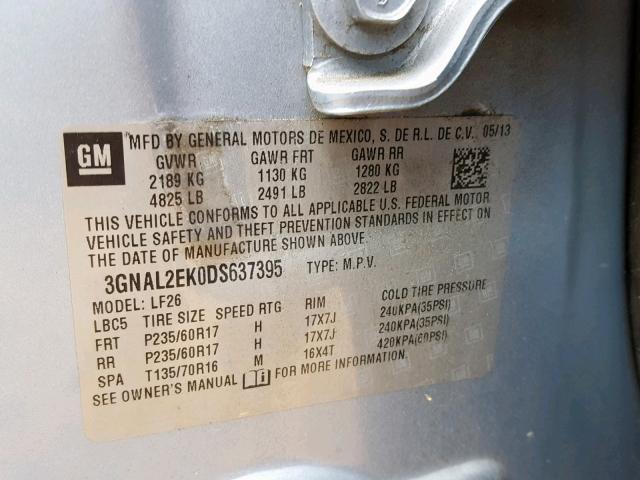 GM
MFD BY GENERAL MOTORS DE MEXICO, S. DE R.L. DE C.V. 05/13
GVWR GAWR FRT GAWR RR
2189 KG 1130 KG 1280 KG
4825 LB 2491 LB 2822 LB
THIS VEHICLE CONFORMS TO ALL APPLICABLE U.S. FEDERAL MOTOR
VEHICLE SAFETY AND THEFT PREVENTION STANDARDS IN EFFECT ON
THE DATE OF MANUFACTURE SHOWN ABOVE.
3GNAL2EK0DS637395 TYPE: M.P.V.
MODEL: LF26
LBC5 TIRE SIZE SPEED RTG RIM COLD TIRE PRESSURE
FRT P235/60R17 H 17X7J 240KPA(35PSI)
RR P235/60R17 H 17X7J 240KPA(35PSI)
SPA T135/70R16 M 16X4T 420KPA(60PSI)
SEE OWNER'S MANUAL FOR MORE INFORMATION.